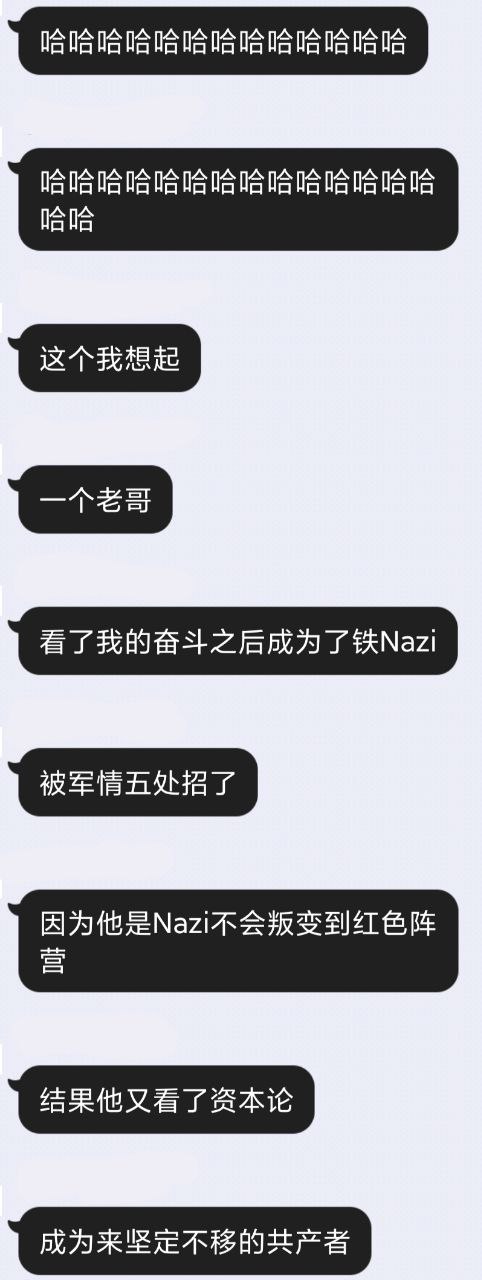 哈哈哈哈哈哈哈哈哈哈哈哈哈
哈哈哈哈哈哈哈哈哈哈哈哈哈哈
哈哈
这个我想起
一个老哥
看了我的奋斗之后成为了铁Nazi
被军情五处招了
因为他是Nazi不会叛变到红色阵
营
结果他又看了资本论
成为来坚定不移的共产者